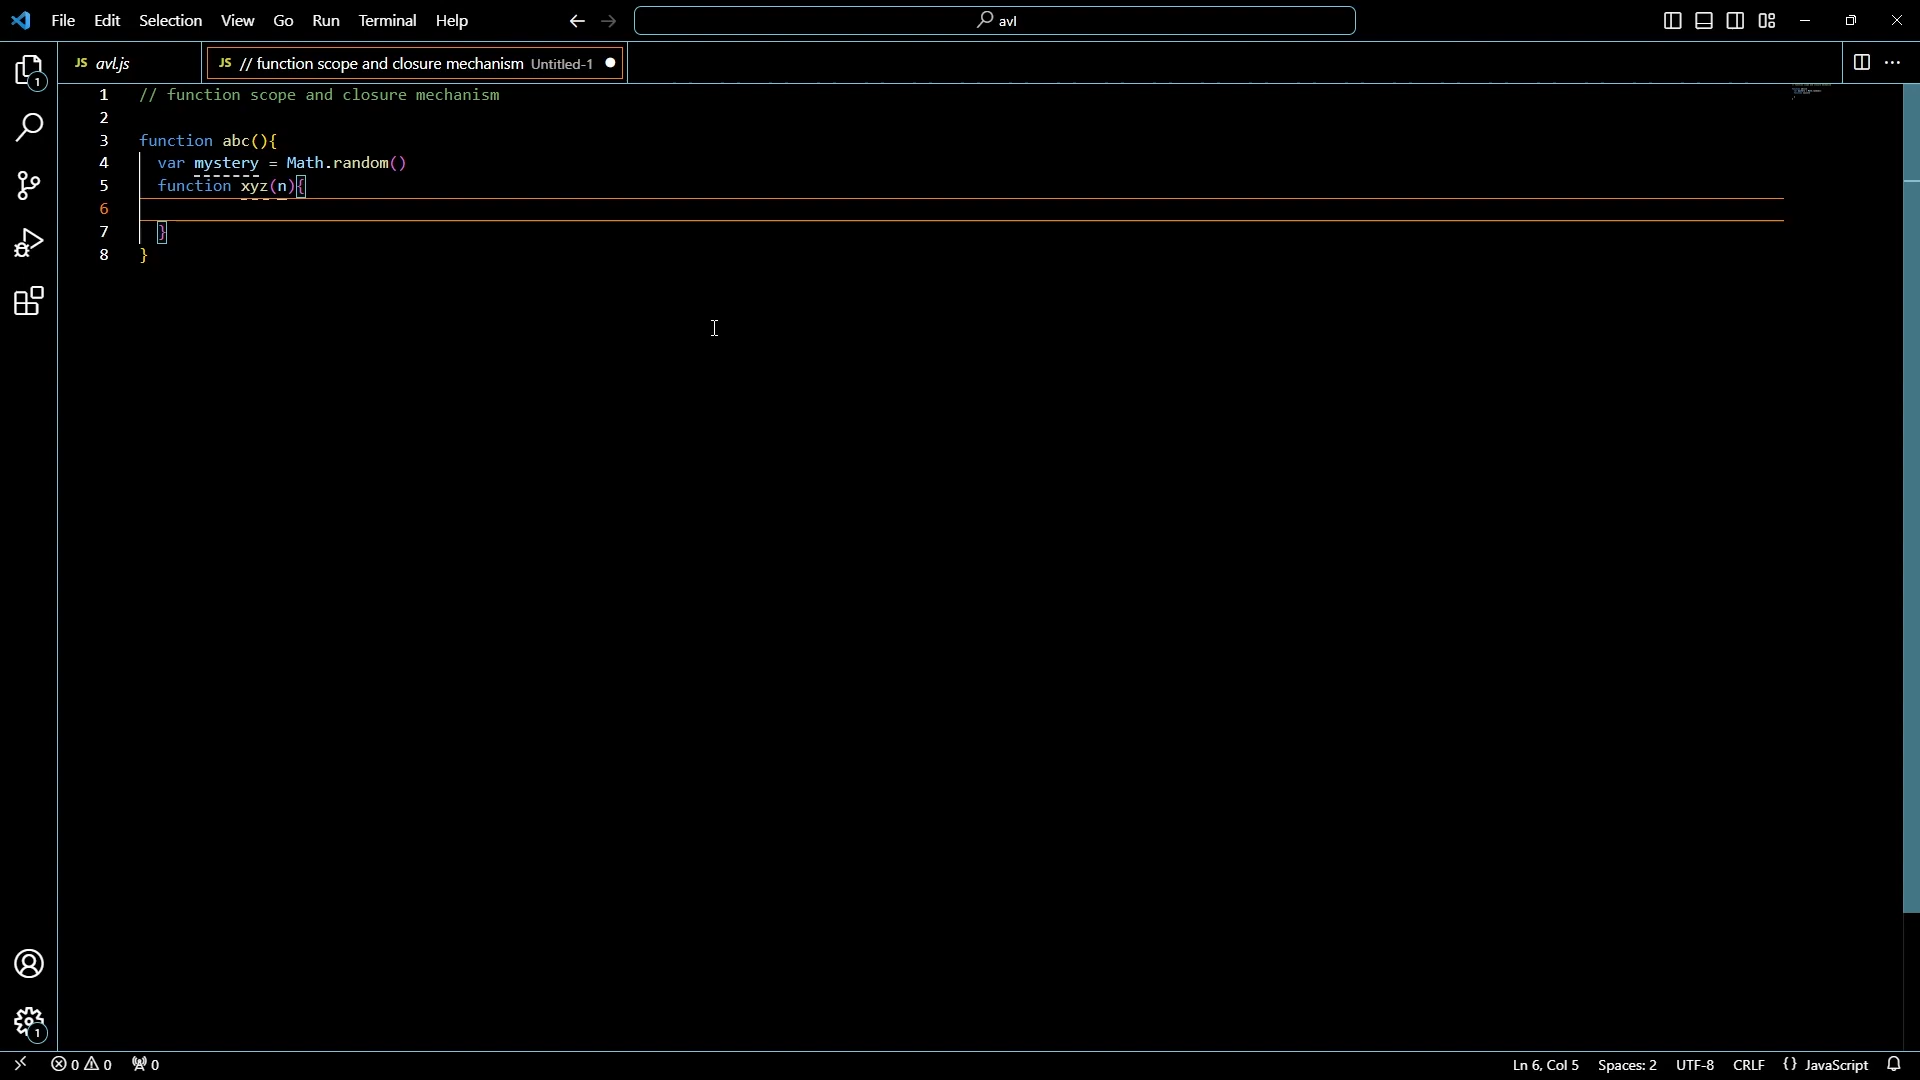 File Edit Selection View Go Run Terminal Help avl
JS avl.js JS // function scope and closure mechanism Untitled-1
1 // function scope and closure mechanism
2
3 function abc(){
4 var mystery = Math.random()
5 function xyz(n){
6
7 }
8 }
1
1
0 0 0 Ln 6, Col 5 Spaces: 2 UTF-8 CRLF {} JavaScript